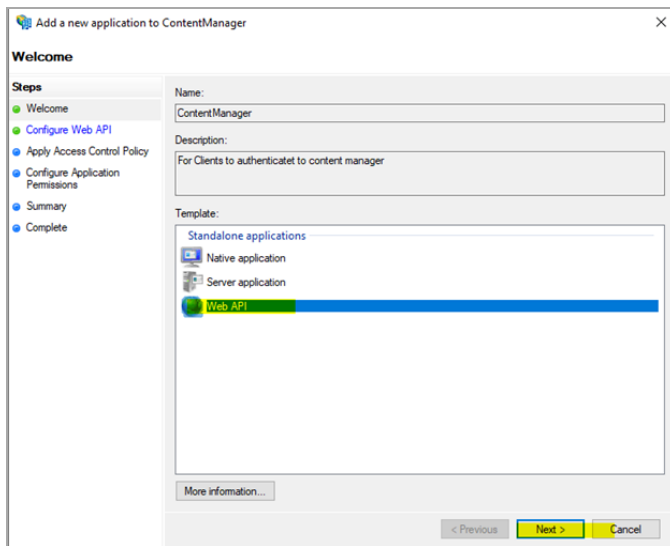 Add a new application to ContentManager
Welcome
Steps
Welcome
Configure Web API
Apply Access Control Policy
Configure Application
Permissions
Summary
Complete
Name:
ContentManager
Description:
For Clients to authenticatet to content manager
Template:
Standalone applications
Native application
Server application
Web API
More information...
< Previous
Next >
Cancel